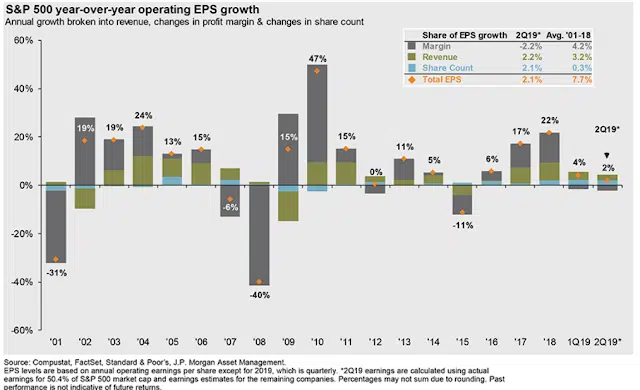 S&P 500 year-over-year operating EPS growth
Annual growth broken into revenue, changes in profit margin & changes in share count
Share of EPS growth 2Q19* Avg. '01-18
Margin -2.2% 4.2%
Revenue 2.2% 3.2%
Share Count 2.1% 0.3%
Total EPS 2.1% 7.7%
60%
40%
20%
0%
-20%
-40%
-60%
-31%
19%
19%
24%
13%
15%
-6%
-40%
15%
47%
15%
0%
13%
5%
-11%
6%
17%
22%
4%
2Q19*
2%
'01 '02 '03 '04 '05 '06 '07 '08 '09 '10 '11 '12 '13 '14 '15 '16 '17 '18 1Q19 2Q19*
Source: Compustat, FactSet, Standard & Poor's, J.P. Morgan Asset Management.
EPS levels are based on annual operating earnings per share except for 2019, which is quarterly. *2Q19 earnings are calculated using actual
earnings for 50.4% of S&P 500 market cap and earnings estimates for the remaining companies. Percentages may not sum due to rounding. Past
performance is not indicative of future returns.